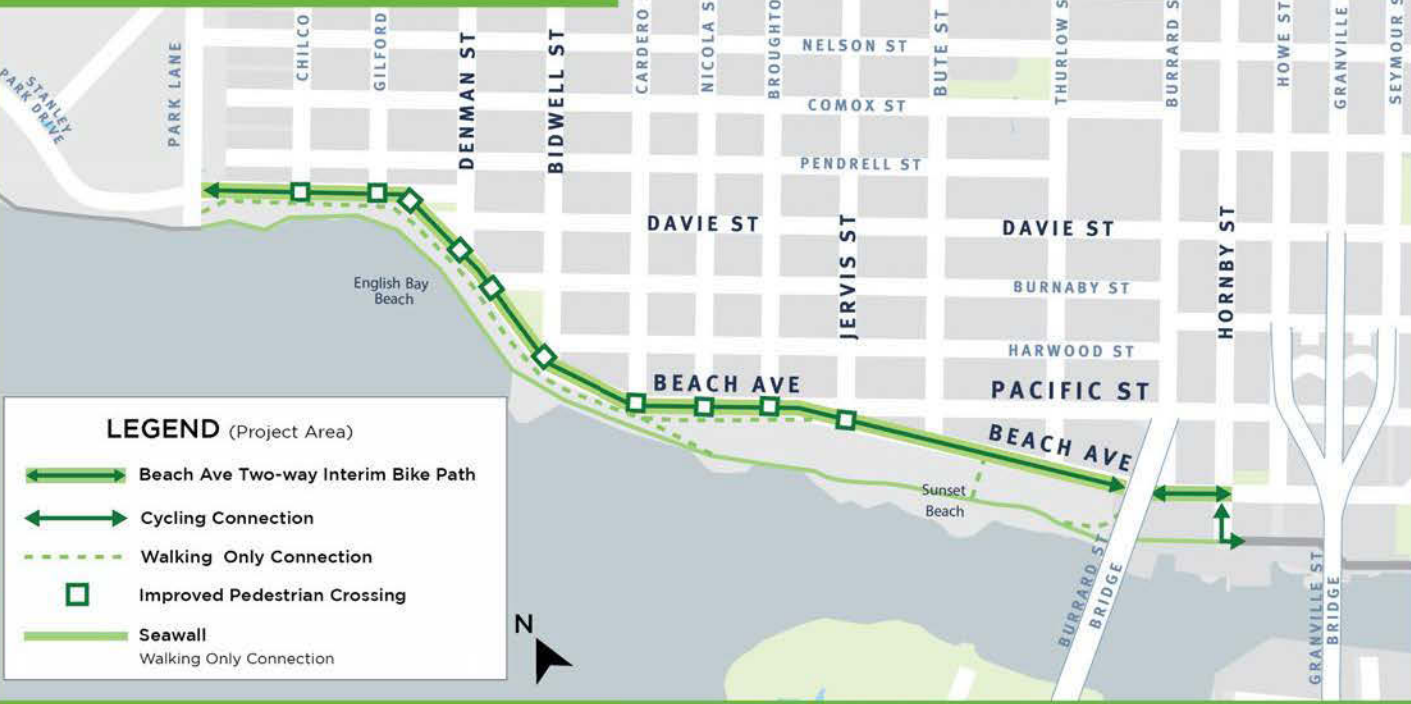 CHILCO
GILFORD
DENMAN ST
BIDWELL ST
CARDERO
NICOLA S
BROUGHTO
NELSON ST
BUTE ST
THURLOW S
BURRARD S
HOWE ST
GRANVILLE
SEYMOUR S
STANLEY
PARK DRIVE
PARK LANE
COMOX ST
PENDRELL ST
DAVIE ST
JERVIS ST
DAVIE ST
HORNBY ST
English Bay
Beach
BURNABY ST
HARWOOD ST
BEACH AVE
PACIFIC ST
BEACH AVE
Sunset
Beach
BURRARD ST
BRIDGE
GRANVILLE ST
BRIDGE
LEGEND (Project Area)
Beach Ave Two-way Interim Bike Path
Cycling Connection
Walking Only Connection
Improved Pedestrian Crossing
Seawall
Walking Only Connection
N